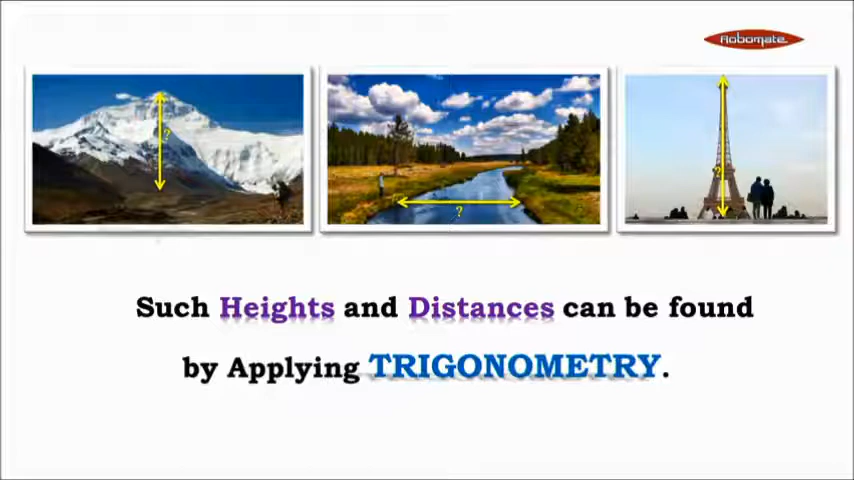 Robomate
?
?
?
Such Heights and Distances can be found
by Applying TRIGONOMETRY.